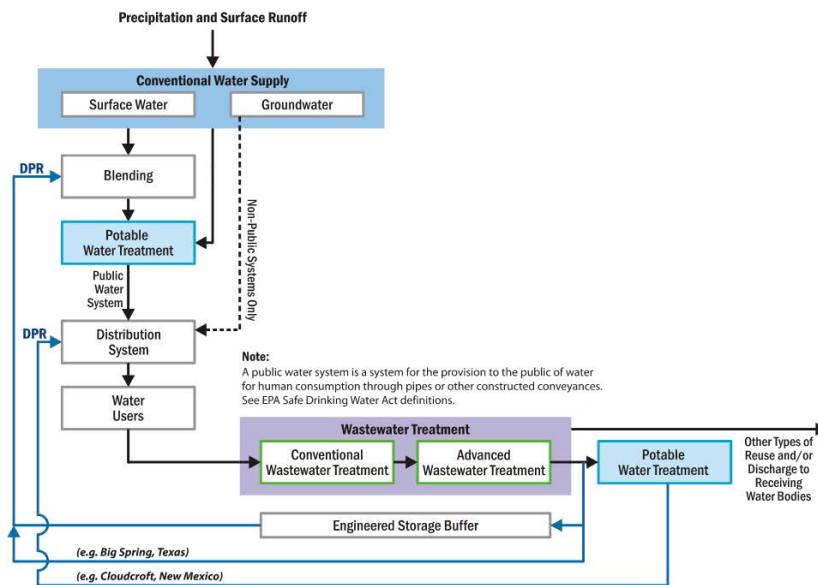 Precipitation and Surface Runoff
Conventional Water Supply
Surface Water
Groundwater
DPR
Blending
Non-Public Systems Only
Potable
Water Treatment
Public
Water
System
DPR
Distribution
System
Note:
A public water system is a system for the provision to the public of water
for human consumption through pipes or other constructed conveyances.
See EPA Safe Drinking Water Act definitions.
Water
Users
Wastewater Treatment
Conventional
Wastewater Treatment
Advanced
Wastewater Treatment
Potable
Water Treatment
Other Types of
Reuse and/or
Discharge to
Receiving
Water Bodies
Engineered Storage Buffer
(e.g. Big Spring, Texas)
(e.g. Cloudcroft, New Mexico)